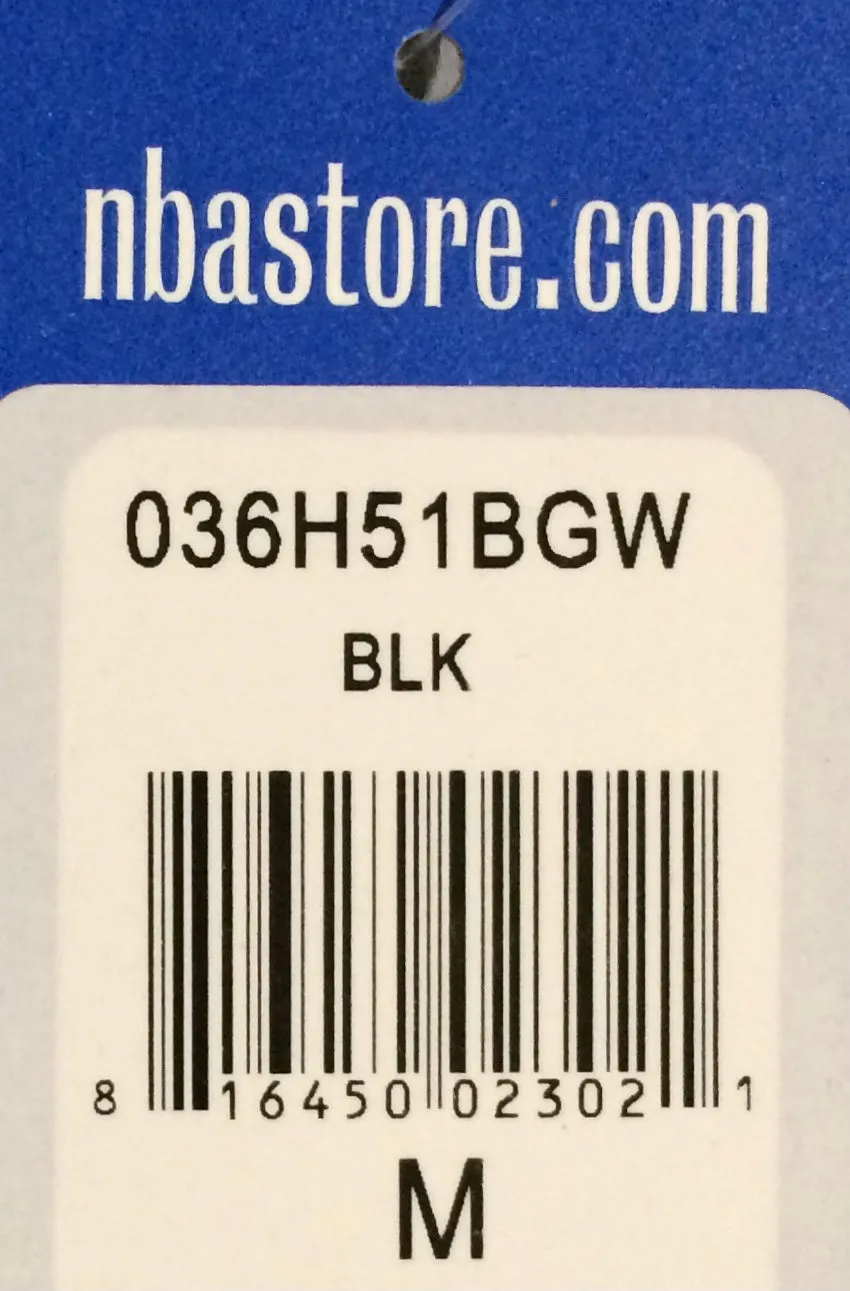 nbastore.com
036H51BGW
BLK
8 16450 02302 1
M